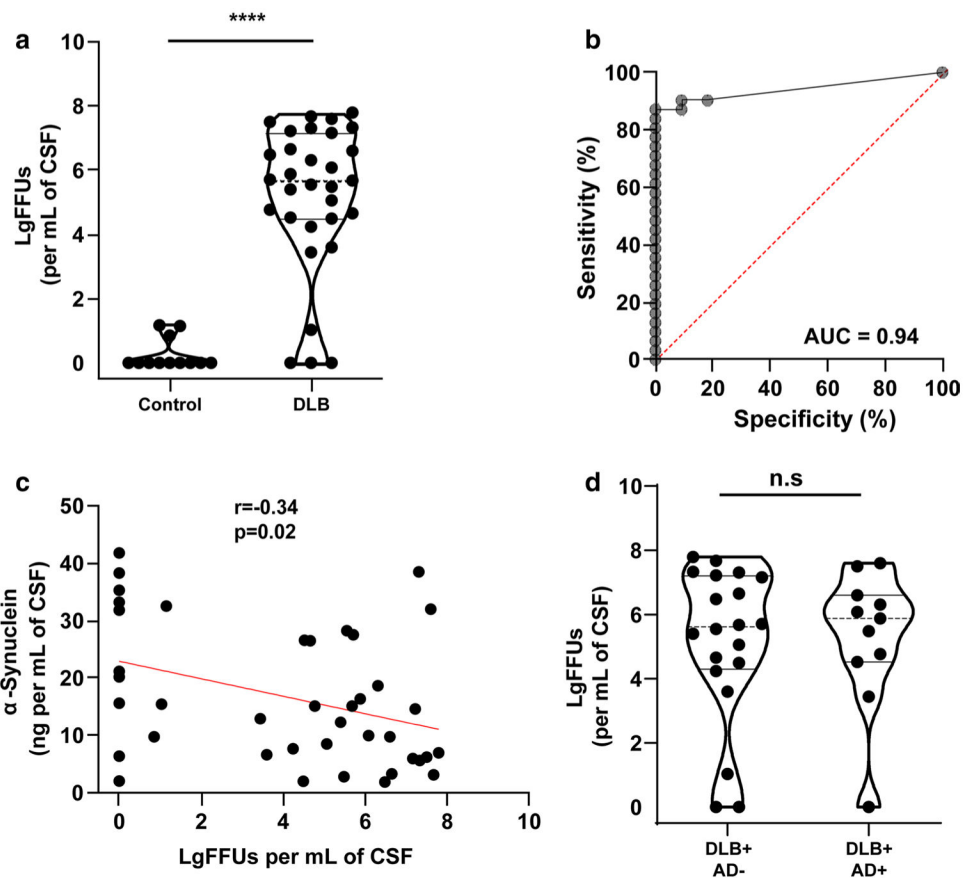 a
****
10
8
6
4
2
0
LgFFUs
(per mL of CSF)
Control
DLB
b
100
80
60
40
20
0
Sensitivity (%)
AUC = 0.94
0
20
40
60
80
100
Specificity (%)
c
r=-0.34
p=0.02
50
40
30
20
10
0
α-Synuclein
(ng per mL of CSF)
0
2
4
6
8
10
LgFFUs per mL of CSF
d
n.s
10
8
6
4
2
0
LgFFUs
(per mL of CSF)
DLB+
AD-
DLB+
AD+